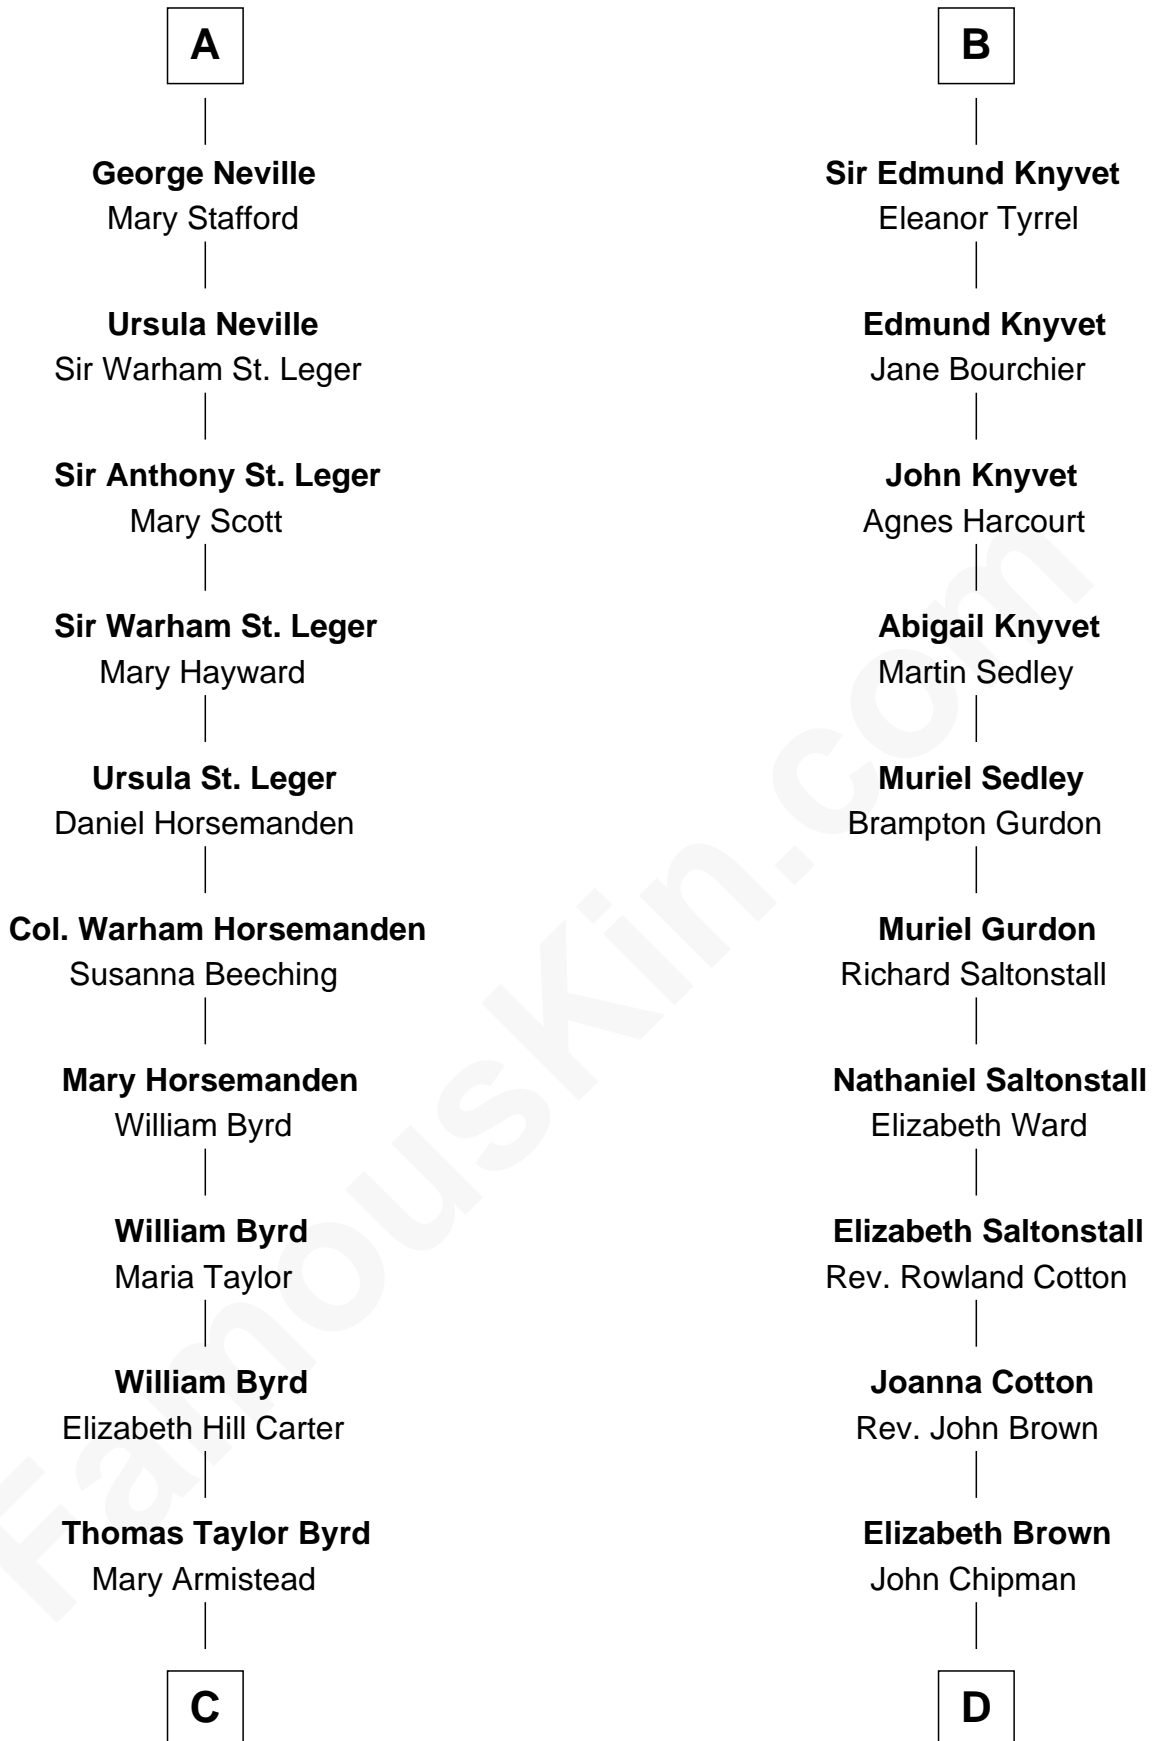 A
George Neville
Mary Stafford
Ursula Neville
Sir Warham St. Leger
Sir Anthony St. Leger
Mary Scott
Sir Warham St. Leger
Mary Hayward
Ursula St. Leger
Daniel Horsemanden
Col. Warham Horsemanden
Susanna Beeching
Mary Horsemanden
William Byrd
William Byrd
Maria Taylor
William Byrd
Elizabeth Hill Carter
Thomas Taylor Byrd
Mary Armistead
C
B
Sir Edmund Knyvet
Eleanor Tyrrel
Edmund Knyvet
Jane Bourchier
John Knyvet
Agnes Harcourt
Abigail Knyvet
Martin Sedley
Muriel Sedley
Brampton Gurdon
Muriel Gurdon
Richard Saltonstall
Nathaniel Saltonstall
Elizabeth Ward
Elizabeth Saltonstall
Rev. Rowland Cotton
Joanna Cotton
Rev. John Brown
Elizabeth Brown
John Chipman
D
FamousKin.com